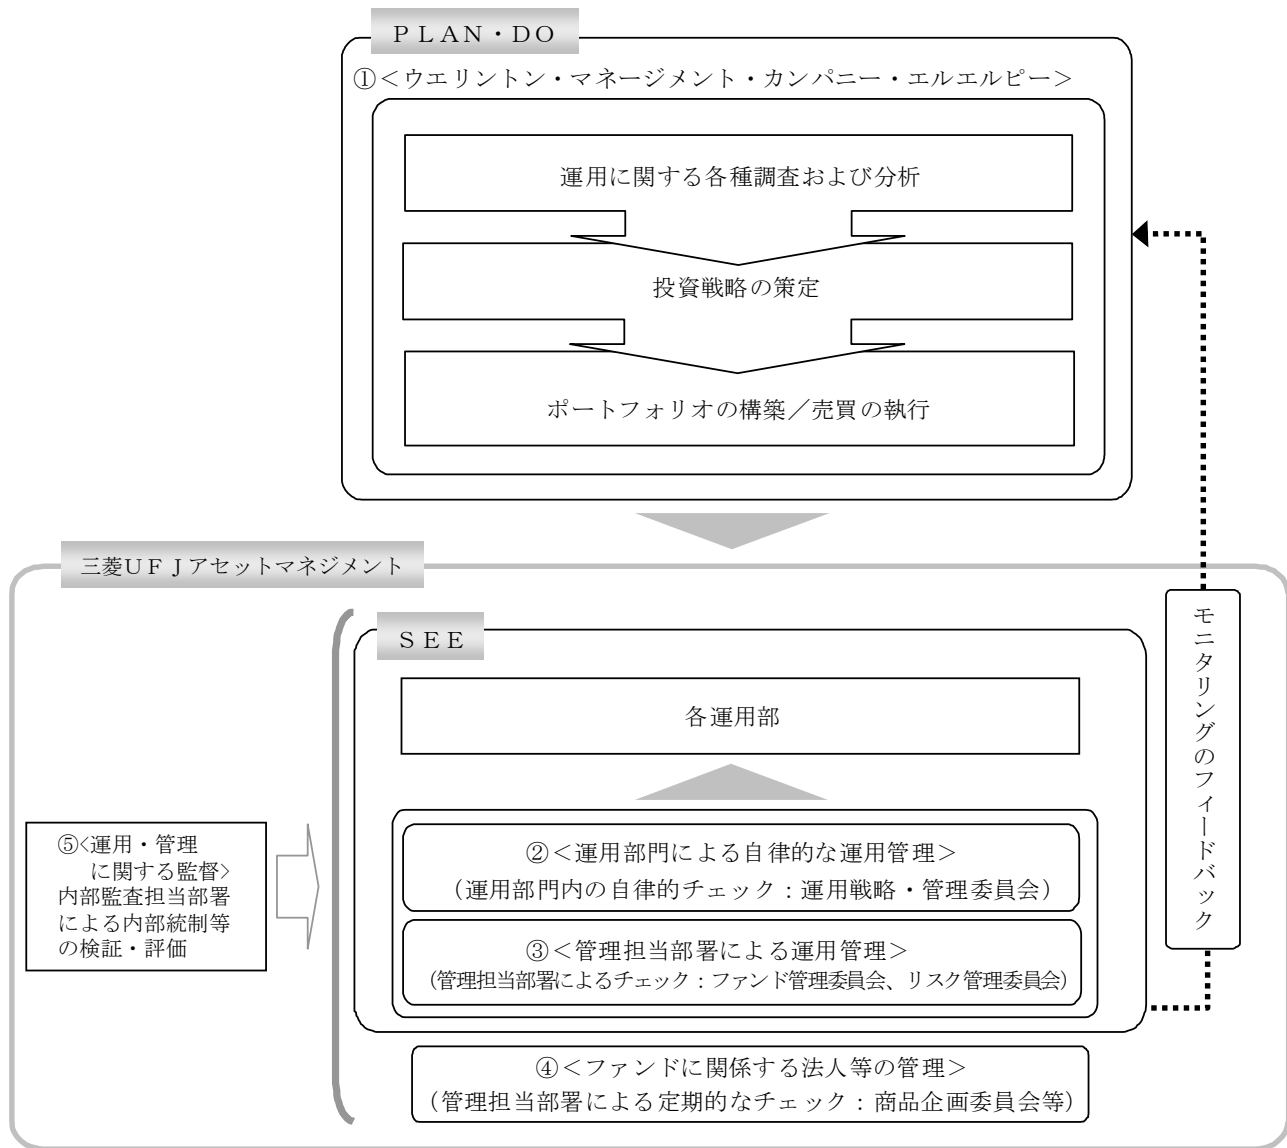 ＰＬＡＮ・ＤＯ
①＜ウエリントン・マネージメント・カンパニー・エルエルピー＞
運用に関する各種調査および分析
投資戦略の策定
ポートフォリオの構築／売買の執行
三菱ＵＦＪアセットマネジメント
ＳＥＥ
各運用部
②＜運用部門による自律的な運用管理＞
（運用部門内の自律的チェック：運用戦略・管理委員会）
③＜管理担当部署による運用管理＞
（管理担当部署によるチェック：ファンド管理委員会、リスク管理委員会）
④＜ファンドに関係する法人等の管理＞
（管理担当部署による定期的なチェック：商品企画委員会等）
⑤<運用・管理
に関する監督>
内部監査担当部署
による内部統制等
の検証・評価
モニタリングのフィードバック